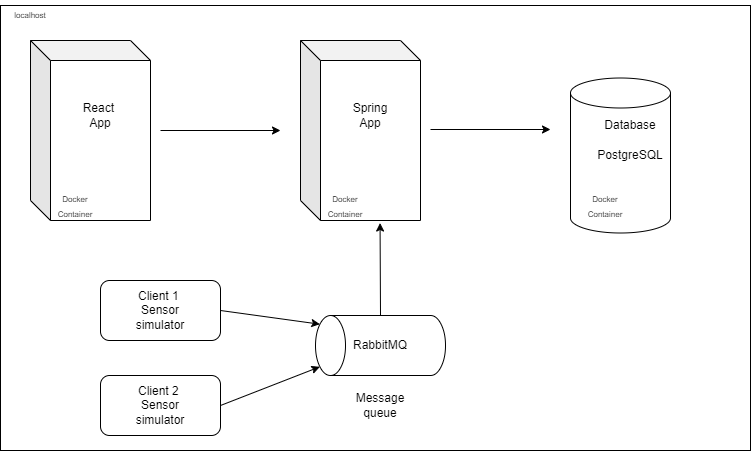 localhost
React
App
Docker
Container
Spring
App
Docker
Container
Database
PostgreSQL
Docker
Container
Client 1
Sensor
simulator
Client 2
Sensor
simulator
RabbitMQ
Message
queue